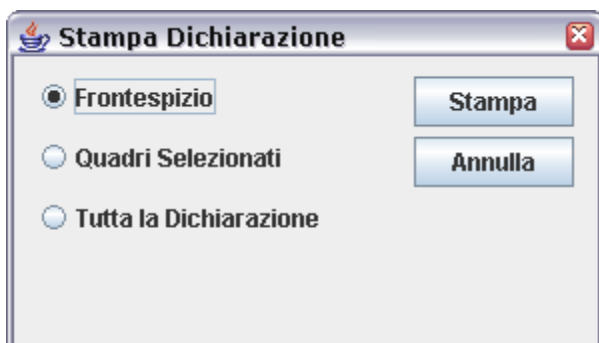 Stampa Dichiarazione
Frontespizio
Stampa
Quadri Selezionati
Annulla
Tutta la Dichiarazione